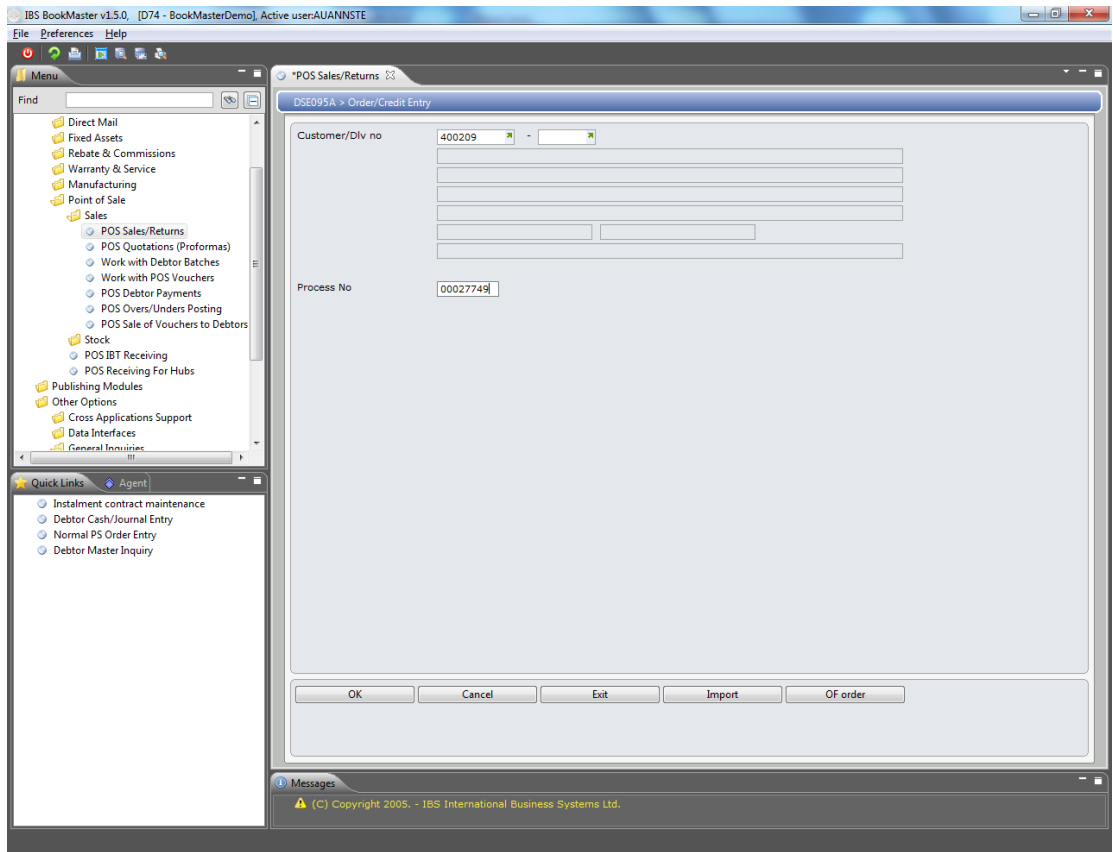 IBS BookMaster v1.5.0, [D74 - BookMasterDemo], Active user:AUANNSTE
File Preferences Help
Menu
Find
Direct Mail
Fixed Assets
Rebate & Commissions
Warranty & Service
Manufacturing
Point of Sale
Sales
POS Sales/Returns
POS Quotations (Proformas)
Work with Debtor Batches
Work with POS Vouchers
POS Debtor Payments
POS Overs/Unders Posting
POS Sale of Vouchers to Debtors
Stock
POS IBT Receiving
POS Receiving For Hubs
Publishing Modules
Other Options
Cross Applications Support
Data Interfaces
General Inquiries
Quick Links Agent
Instalment contract maintenance
Debtor Cash/Journal Entry
Normal PS Order Entry
Debtor Master Inquiry
*POS Sales/Returns
DSE095A > Order/Credit Entry
Customer/Dlv no 400209 -
Process No 00027749
OK Cancel Exit Import OF order
Messages
(C) Copyright 2005. - IBS International Business Systems Ltd.